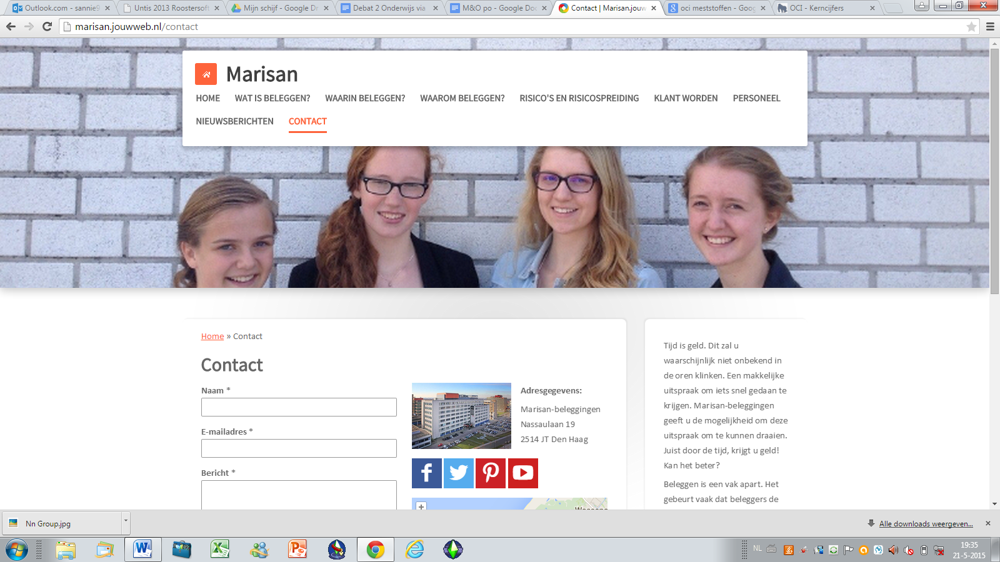 Outlook.com - sannie9
Untis 2013 Roostersoft
Mijn schijf - Google Dr
Debat 2 Onderwijs via
M&O po - Google Doc
Contact | Marisan.jouw
oci meststoffen - Goog
OCI - Kerncijfers
marisan.jouwweb.nl/contact
Marisan
HOME WAT IS BELEGGEN? WAARIN BELEGGEN? WAAROM BELEGGEN? RISICO'S EN RISICOSPREIDING KLANT WORDEN PERSONEEL
NIEUWSBERICHTEN CONTACT
Home » Contact
Contact
Naam *
E-mailadres *
Bericht *
Adresgegevens:
Marisan-beleggingen
Nassaulaan 19
2514 JT Den Haag
Tijd is geld. Dit zal u
waarschijnlijk niet onbekend in
de oren klinken. Een makkelijke
uitspraak om iets snel gedaan te
krijgen. Marisan-beleggingen
geeft u de mogelijkheid om deze
uitspraak om te kunnen draaien.
Juist door de tijd, krijgt u geld!
Kan het beter?
Beleggen is een vak apart. Het
gebeurt vaak dat beleggers de
Nn Group.jpg
Alle downloads weergeven...
NL
19:35
21-5-2015